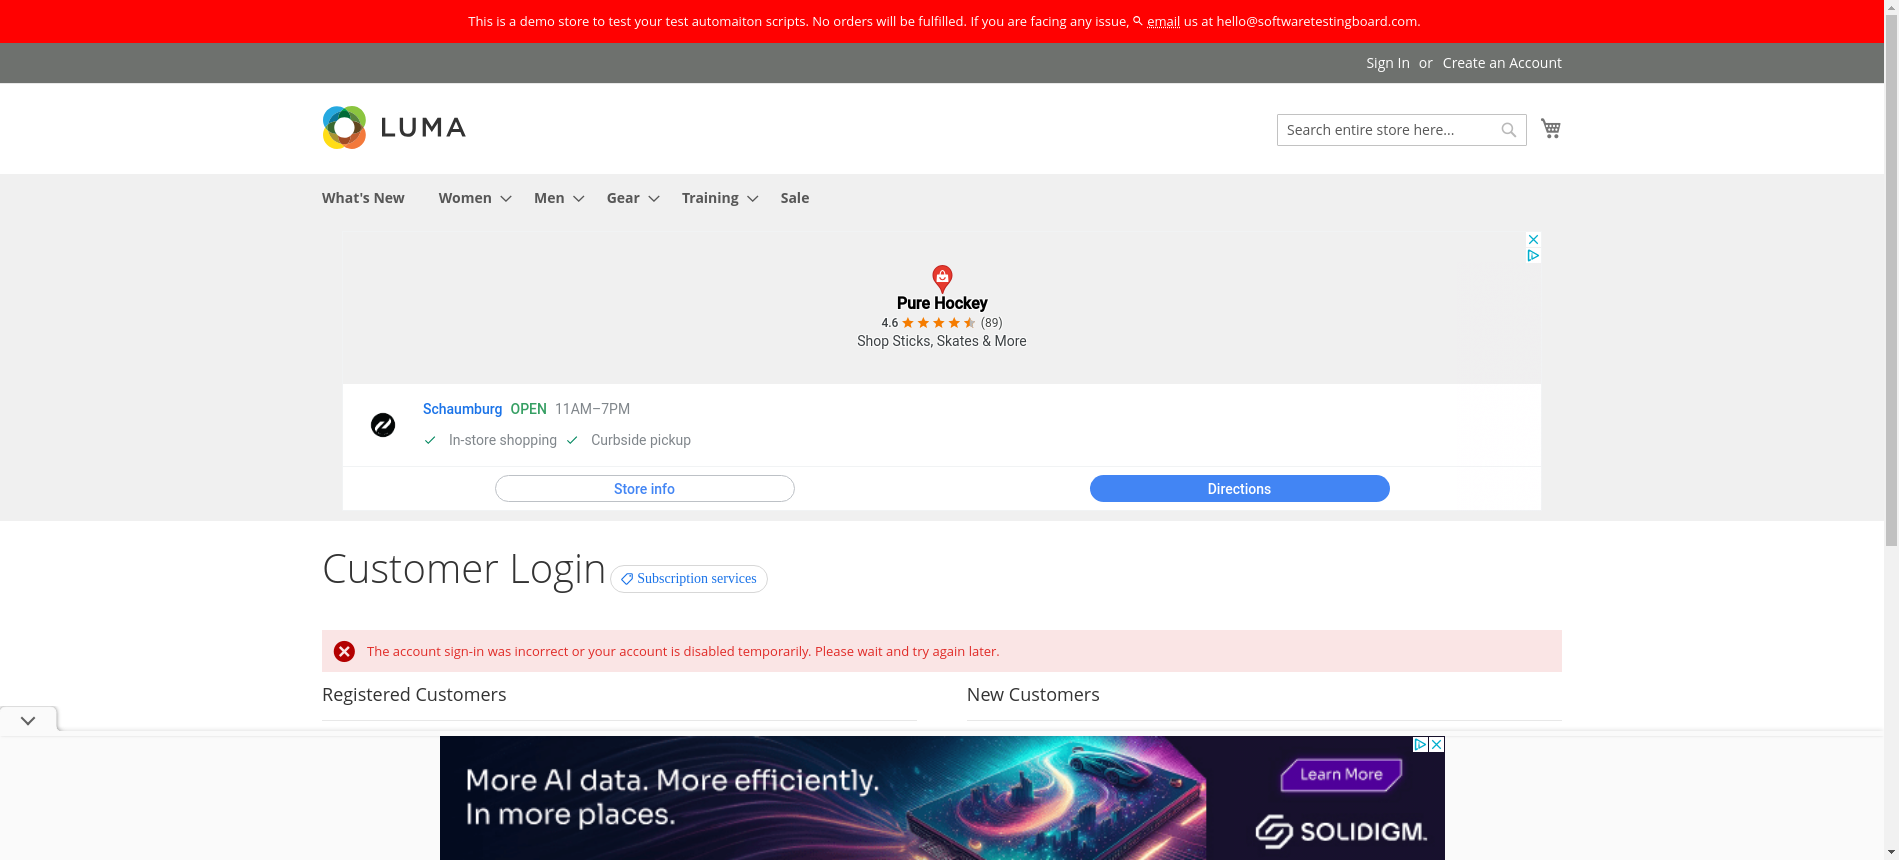 This is a demo store to test your test automaiton scripts. No orders will be fulfilled. If you are facing any issue, email us at hello@softwaretestingboard.com.
Sign In or Create an Account
LUMA
Search entire store here...
What's New Women Men Gear Training Sale
Pure Hockey
4.6 (89)
Shop Sticks, Skates & More
Schaumburg OPEN 11AM–7PM
In-store shopping Curbside pickup
Store info Directions
Customer Login Subscription services
The account sign-in was incorrect or your account is disabled temporarily. Please wait and try again later.
Registered Customers New Customers
More AI data. More efficiently.
In more places.
Learn More
SOLIDIGM.